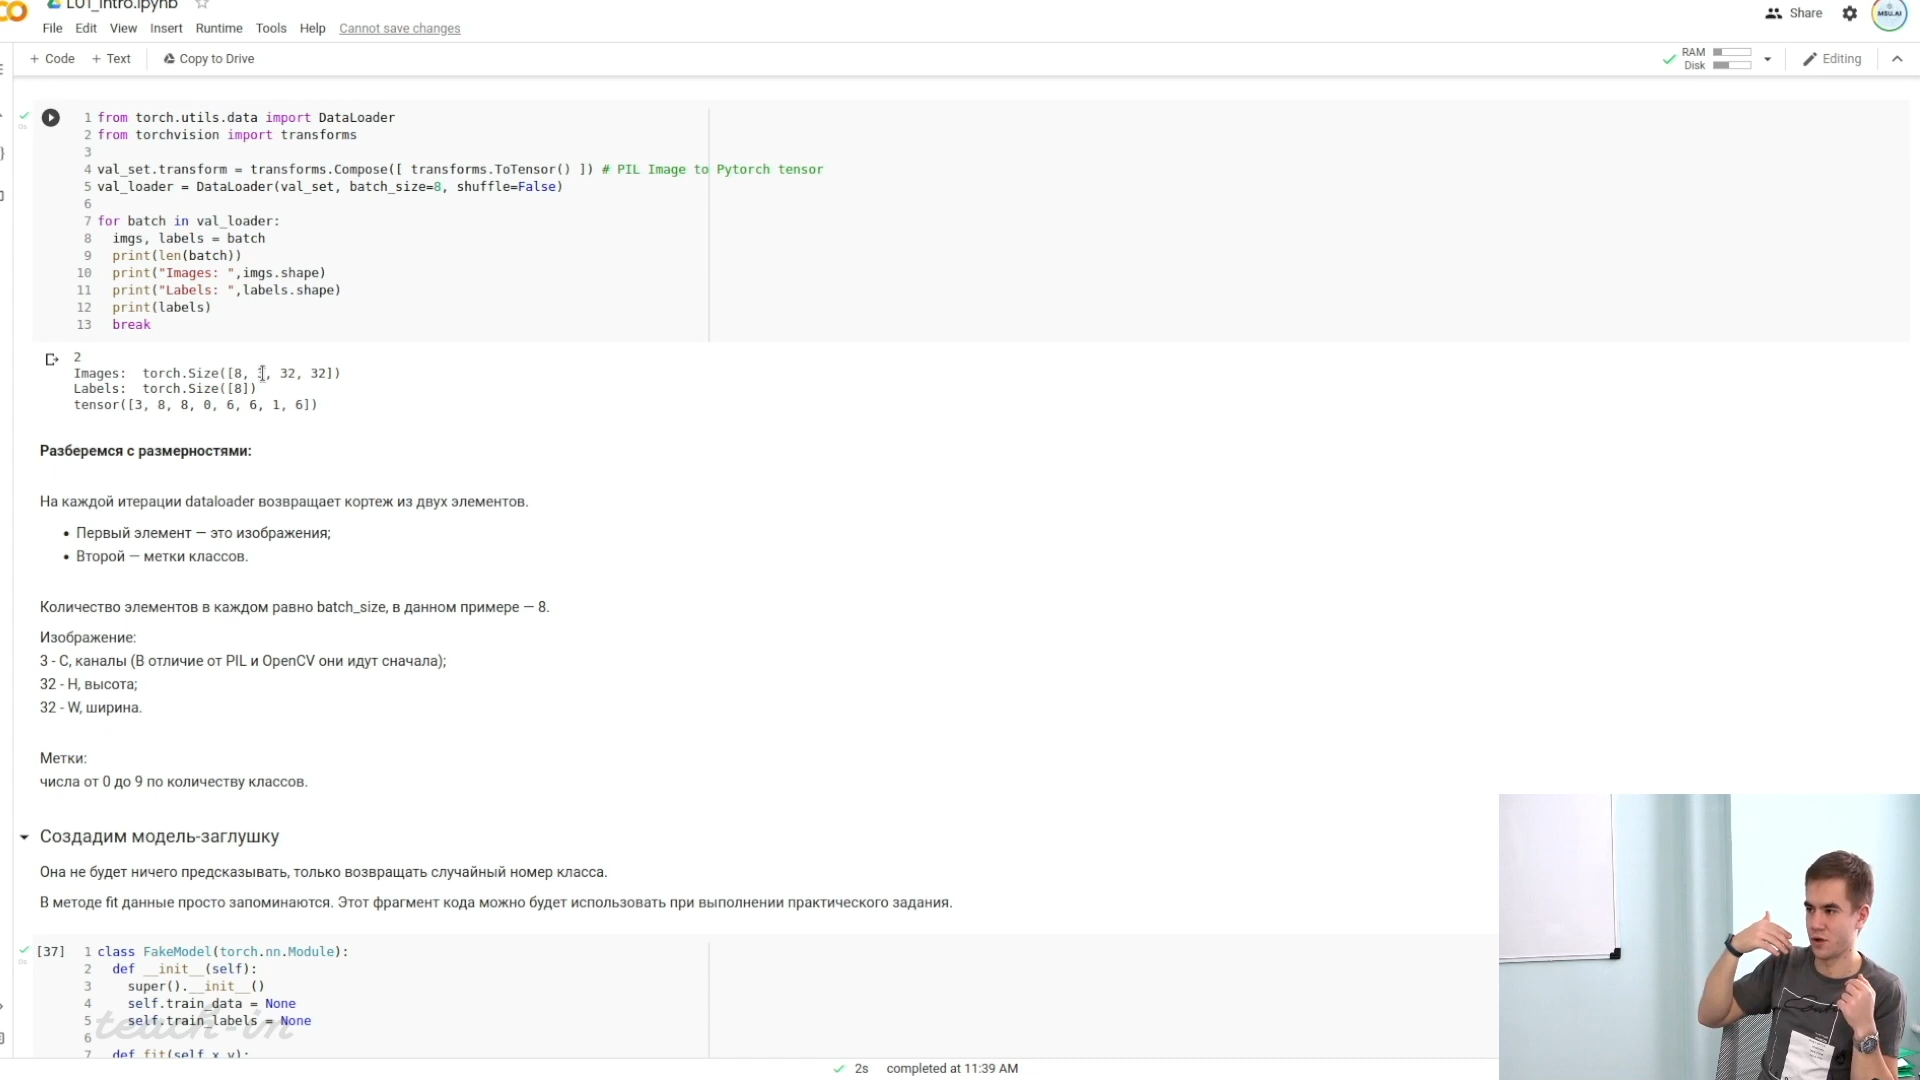 L01_Intro.ipynb
File Edit View Insert Runtime Tools Help Cannot save changes
Share
MSU.AI
+ Code + Text Copy to Drive
RAM
Disk
Editing
1 from torch.utils.data import DataLoader
2 from torchvision import transforms
3
4 val_set.transform = transforms.Compose([ transforms.ToTensor() ]) # PIL Image to Pytorch tensor
5 val_loader = DataLoader(val_set, batch_size=8, shuffle=False)
6
7 for batch in val_loader:
8 imgs, labels = batch
9 print(len(batch))
10 print("Images: ",imgs.shape)
11 print("Labels: ",labels.shape)
12 print(labels)
13 break
2
Images: torch.Size([8, 3, 32, 32])
Labels: torch.Size([8])
tensor([3, 8, 8, 0, 6, 6, 1, 6])
Разберемся с размерностями:
На каждой итерации dataloader возвращает кортеж из двух элементов.
• Первый элемент — это изображения;
• Второй — метки классов.
Количество элементов в каждом равно batch_size, в данном примере — 8.
Изображение:
3 - C, каналы (В отличие от PIL и OpenCV они идут сначала);
32 - H, высота;
32 - W, ширина.
Метки:
числа от 0 до 9 по количеству классов.
Создадим модель-заглушку
Она не будет ничего предсказывать, только возвращать случайный номер класса.
В методе fit данные просто запоминаются. Этот фрагмент кода можно будет использовать при выполнении практического задания.
[37] 1 class FakeModel(torch.nn.Module):
2 def __init__(self):
3 super().__init__()
4 self.train_data = None
5 self.train_labels = None
6
7 def fit(self,x,y):
teach-in
2s completed at 11:39 AM